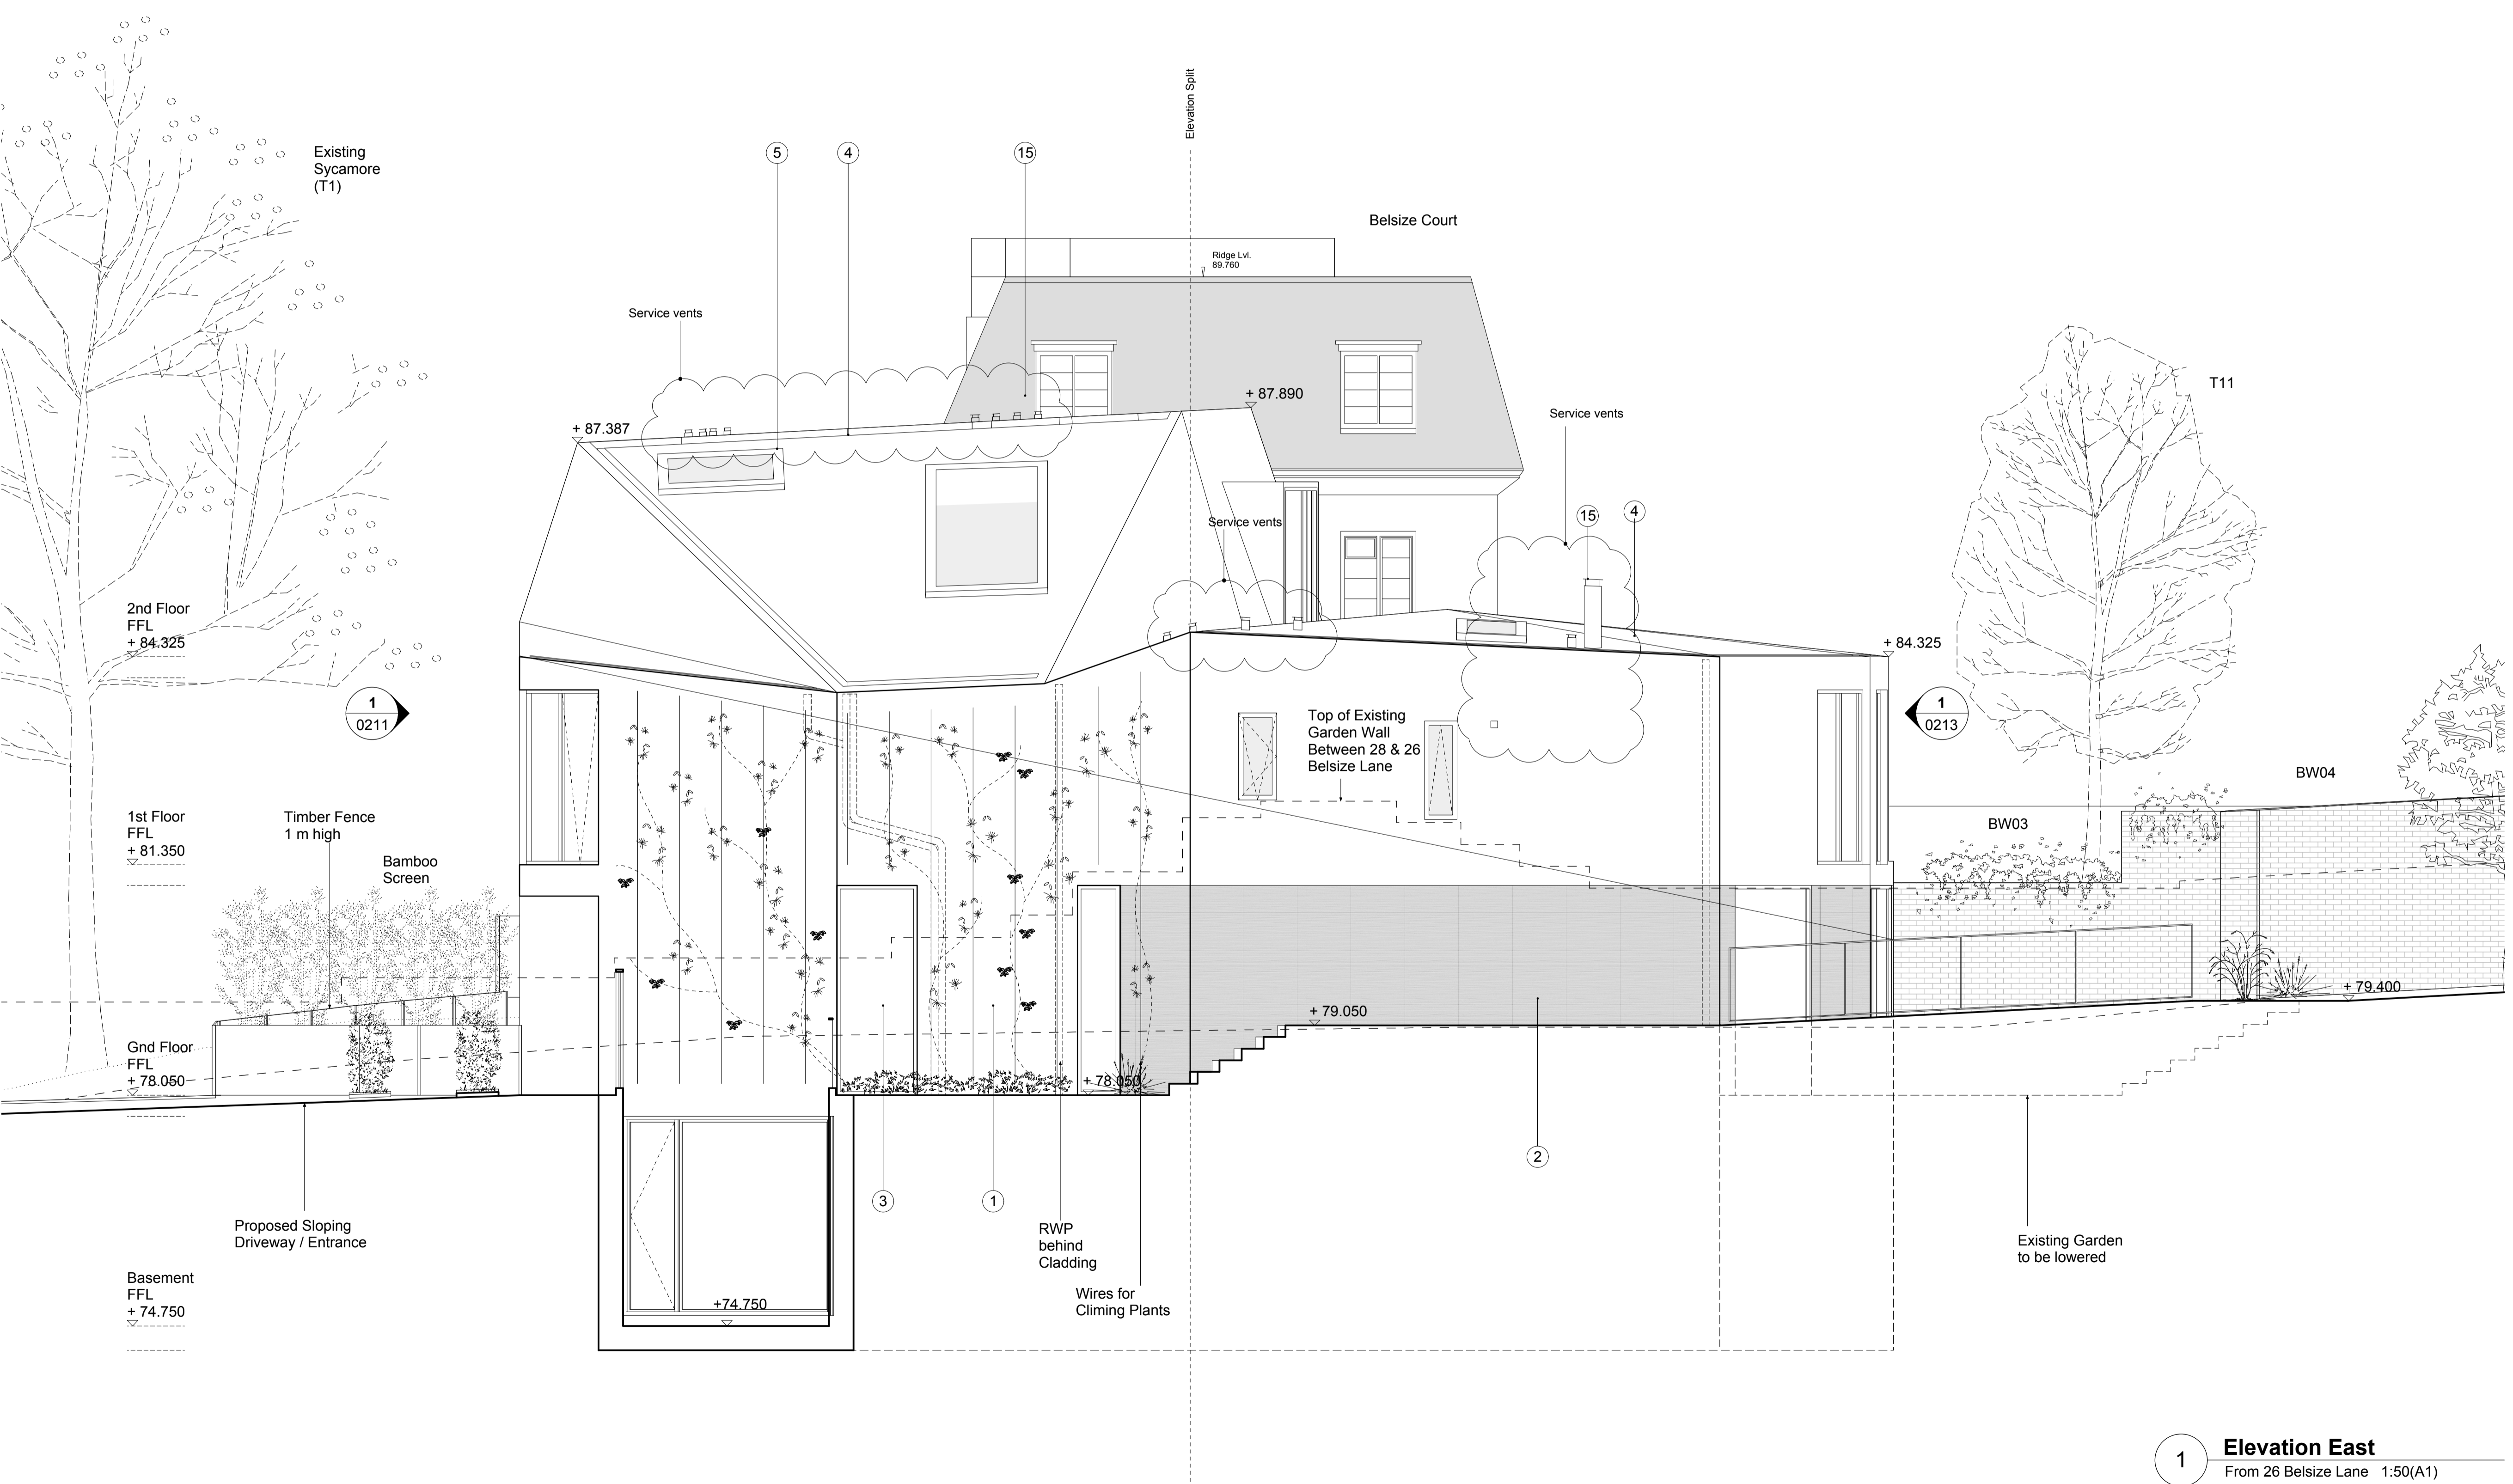 Elevation Split
Existing
Sycamore
(T1)
5
4
15
Belsize Court
Ridge Lvl.
89.760
Service vents
T11
+ 87.890
Service vents
+ 87.387
15
4
Service vents
2nd Floor
FFL
+ 84.325
+ 84.325
1
0211
1
0213
Top of Existing
Garden Wall
Between 28 & 26
Belsize Lane
BW04
1st Floor
FFL
+ 81.350
Timber Fence
1 m high
BW03
Bamboo
Screen
+ 79.400
+ 79.050
Gnd Floor
FFL
+ 78.050
+ 78.050
2
3
1
Proposed Sloping
Driveway / Entrance
RWP
behind
Cladding
Existing Garden
to be lowered
Basement
FFL
+ 74.750
+74.750
Wires for
Climing Plants
1
Elevation East
From 26 Belsize Lane 1:50(A1)